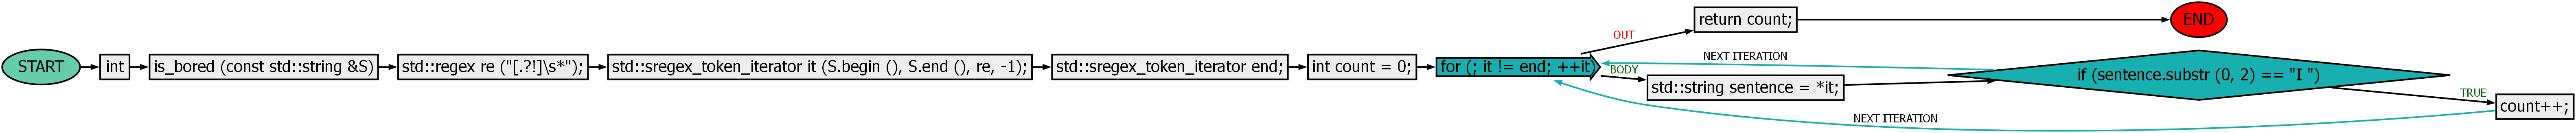 START
int
is_bored (const std::string &S)
std::regex re ("[.?!]\s*");
std::sregex_token_iterator it (S.begin (), S.end (), re, -1);
std::sregex_token_iterator end;
int count = 0;
for (; it != end; ++it)
OUT
return count;
END
BODY
std::string sentence = *it;
NEXT ITERATION
if (sentence.substr (0, 2) == "I ")
TRUE
count++;
NEXT ITERATION